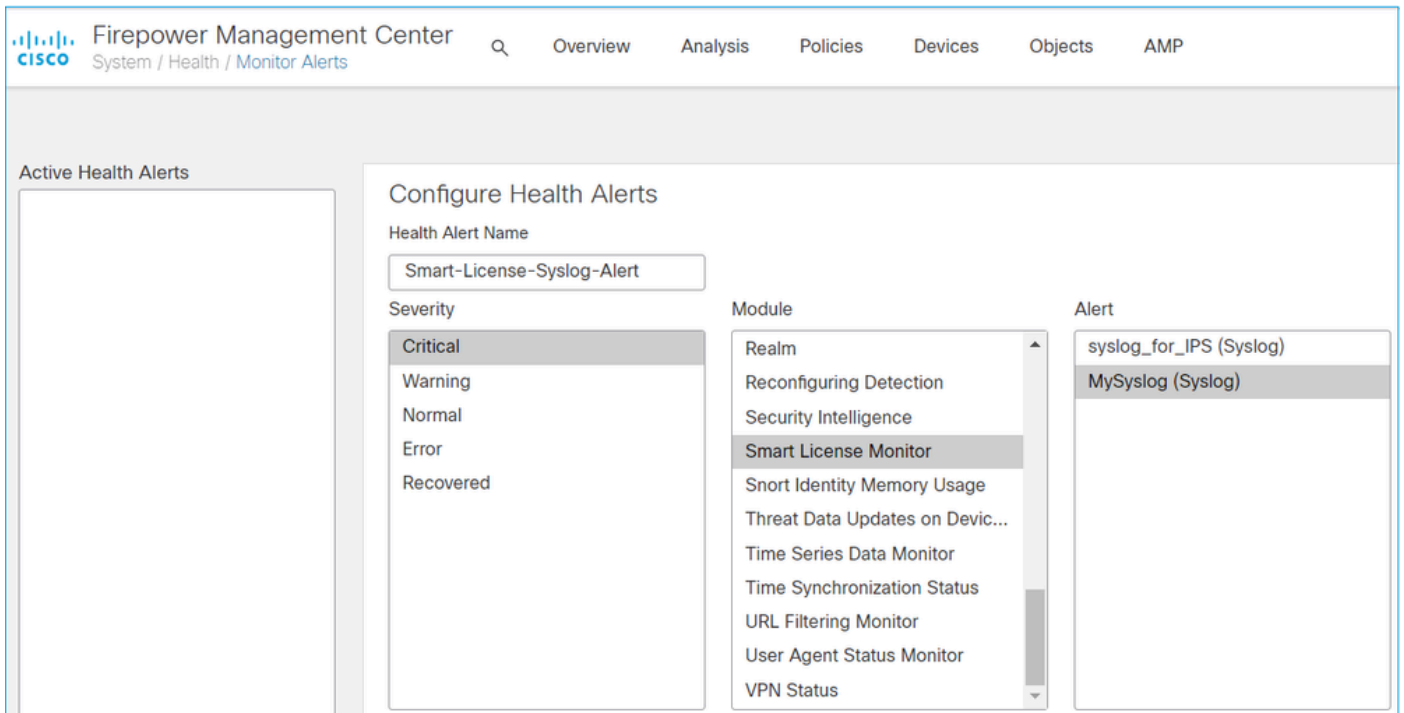 Firepower Management Center
CISCO
System / Health / Monitor Alerts
Overview Analysis Policies Devices Objects AMP
Active Health Alerts
Configure Health Alerts
Health Alert Name
Smart-License-Syslog-Alert
Severity
Critical
Warning
Normal
Error
Recovered
Module
Realm
Reconfiguring Detection
Security Intelligence
Smart License Monitor
Snort Identity Memory Usage
Threat Data Updates on Devic...
Time Series Data Monitor
Time Synchronization Status
URL Filtering Monitor
User Agent Status Monitor
VPN Status
Alert
syslog_for_IPS (Syslog)
MySyslog (Syslog)